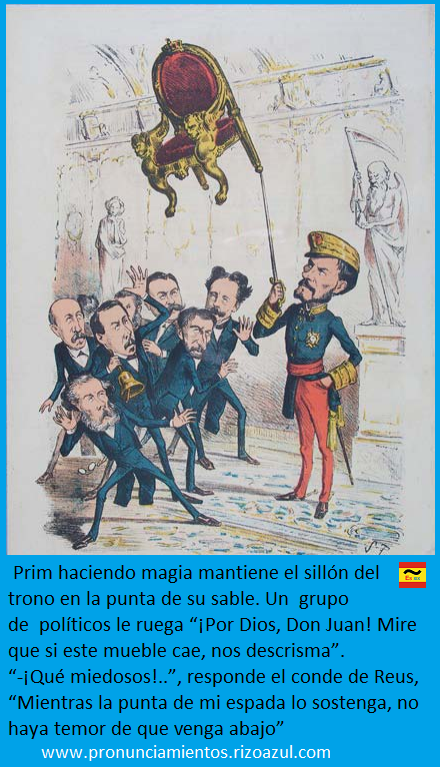 Prim haciendo magia mantiene el sillón del
trono en la punta de su sable. Un grupo
de políticos le ruega “¡Por Dios, Don Juan! Mire
que si este mueble cae, nos descrisma”.
“-¡Qué miedosos!..”, responde el conde de Reus,
“Mientras la punta de mi espada lo sostenga, no
haya temor de que venga abajo”
www.pronunciamientos.rizoazul.com